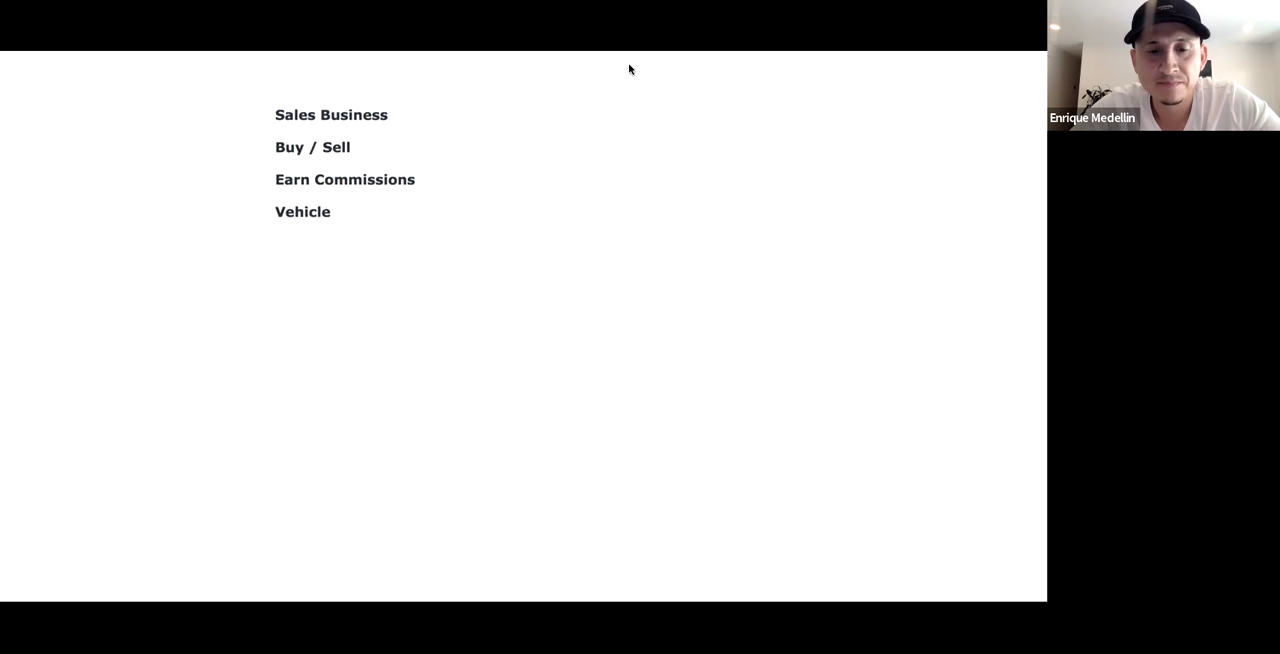 Sales Business
Buy / Sell
Earn Commissions
Vehicle
Enrique Medellin